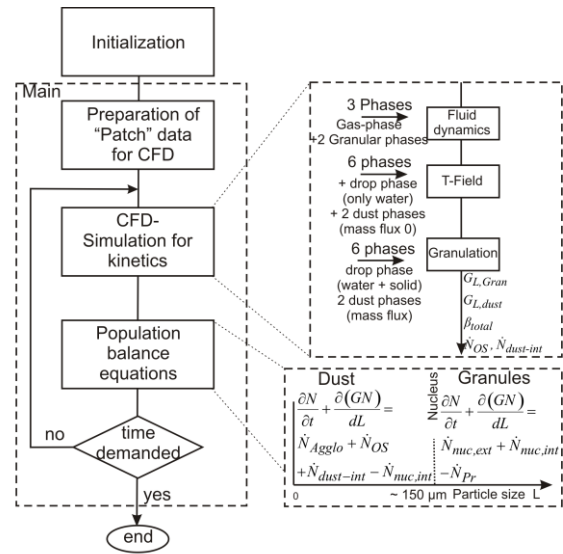 Initialization
Main
Preparation of
“Patch” data
for CFD
CFD-
Simulation for
kinetics
Population
balance
equations
no
time
demanded
yes
end
3 Phases
Gas-phase
+2 Granular phases
Fluid
dynamics
6 phases
+ drop phase
(only water)
+ 2 dust phases
(mass flux 0)
T-Field
6 phases
drop phase
(water + solid)
2 dust phases
(mass flux)
Granulation
G_{L,Gran}
G_{L,dust}
β_{total}
Ṅ_{OS}, Ṅ_{dust-int}
Dust
∂N/∂t + ∂(GN)/dL =
Ṅ_{Agglo} + Ṅ_{OS}
+Ṅ_{dust−int} − Ṅ_{nuc,int}
Nucleus
Granules
∂N/∂t + ∂(GN)/dL =
Ṅ_{nuc,ext} + Ṅ_{nuc,int}
−Ṅ_{Pr}
0
~ 150 µm
Particle size L